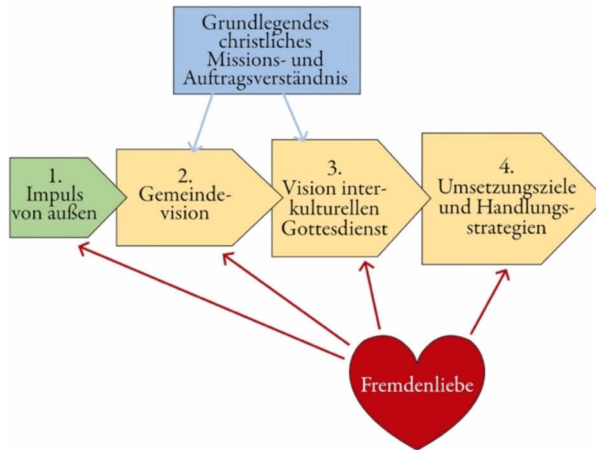 Grundlegendes
christliches
Missions- und
Auftragsverständnis
1.
Impuls
von außen
2.
Gemeinde-
vision
3.
Vision inter-
kulturellen
Gottesdienst
4.
Umsetzungsziele
und Handlungs-
strategien
Fremdenliebe